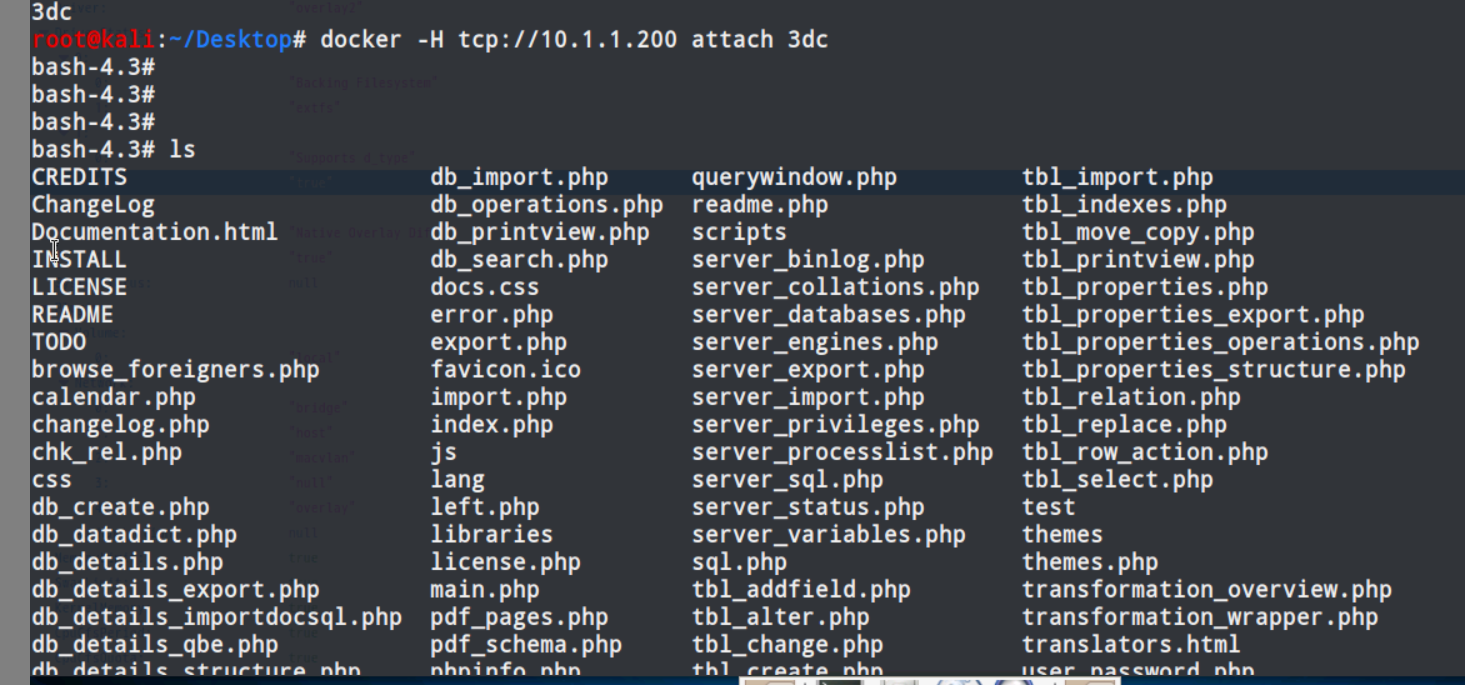 3dc
root@kali:~/Desktop# docker -H tcp://10.1.1.200 attach 3dc
bash-4.3#
bash-4.3#
bash-4.3#
bash-4.3# ls
CREDITS db_import.php querywindow.php tbl_import.php
ChangeLog db_operations.php readme.php tbl_indexes.php
Documentation.html db_printview.php scripts tbl_move_copy.php
INSTALL db_search.php server_binlog.php tbl_printview.php
LICENSE docs.css server_collations.php tbl_properties.php
README error.php server_databases.php tbl_properties_export.php
TODO export.php server_engines.php tbl_properties_operations.php
browse_foreigners.php favicon.ico server_export.php tbl_properties_structure.php
calendar.php import.php server_import.php tbl_relation.php
changelog.php index.php server_privileges.php tbl_replace.php
chk_rel.php js server_processlist.php tbl_row_action.php
css lang server_sql.php tbl_select.php
db_create.php left.php server_status.php test
db_datadict.php libraries server_variables.php themes
db_details.php license.php sql.php themes.php
db_details_export.php main.php tbl_addfield.php transformation_overview.php
db_details_importdocsql.php pdf_pages.php tbl_alter.php transformation_wrapper.php
db_details_qbe.php pdf_schema.php tbl_change.php translators.html
db_details_structure.php phpinfo.php tbl_create.php user_password.php